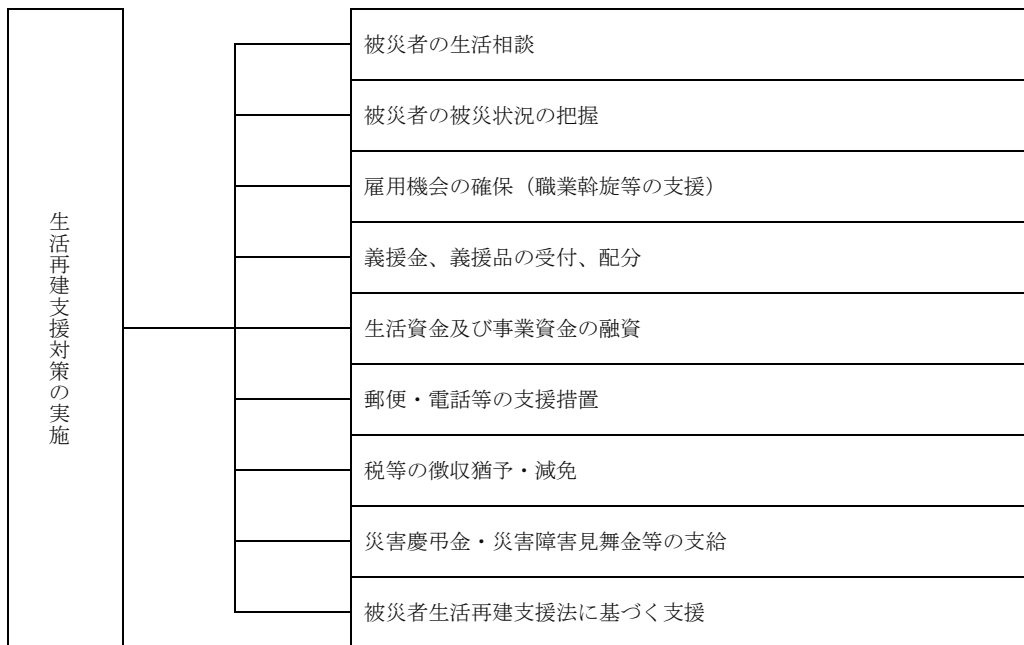 生活再建支援対策の実施
被災者の生活相談
被災者の被災状況の把握
雇用機会の確保（職業斡旋等の支援）
義援金、義援品の受付、配分
生活資金及び事業資金の融資
郵便・電話等の支援措置
税等の徴収猶予・減免
災害慶弔金・災害障害見舞金等の支給
被災者生活再建支援法に基づく支援